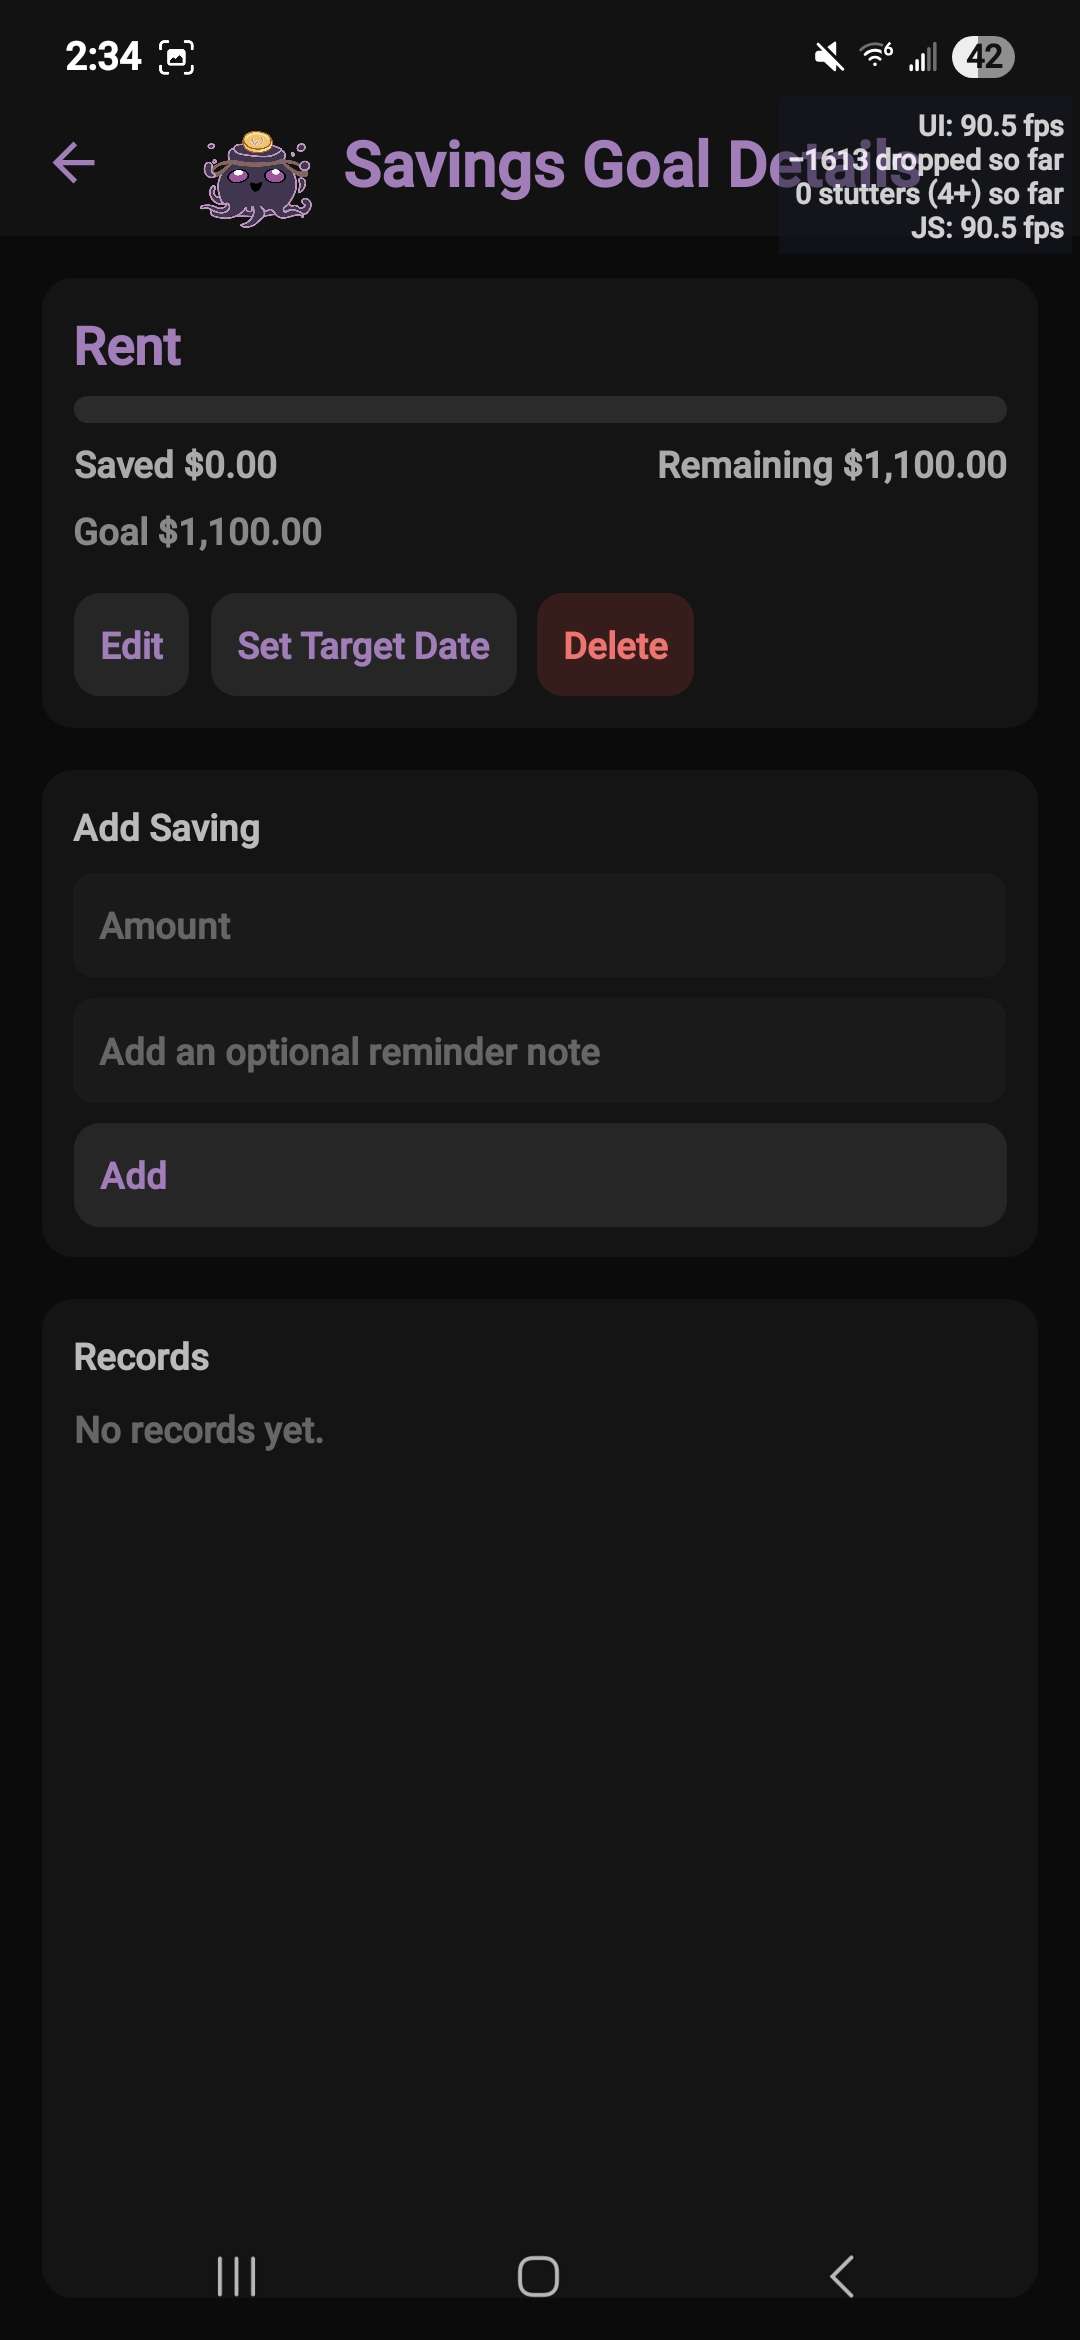 2:34
6
42
UI: 90.5 fps
-1613 dropped so far
0 stutters (4+) so far
JS: 90.5 fps
Savings Goal Details
Rent
Saved $0.00 Remaining $1,100.00
Goal $1,100.00
Edit Set Target Date Delete
Add Saving
Amount
Add an optional reminder note
Add
Records
No records yet.